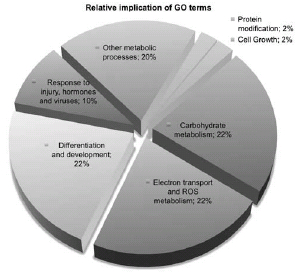 Relative implication of GO terms
Protein
modification; 2%
Cell Growth; 2%
Other metabolic
processes; 20%
Response to
injury, hormones
and viruses; 10%
Carbohydrate
metabolism; 22%
Differentiation
and development;
22%
Electron transport
and ROS
metabolism; 22%